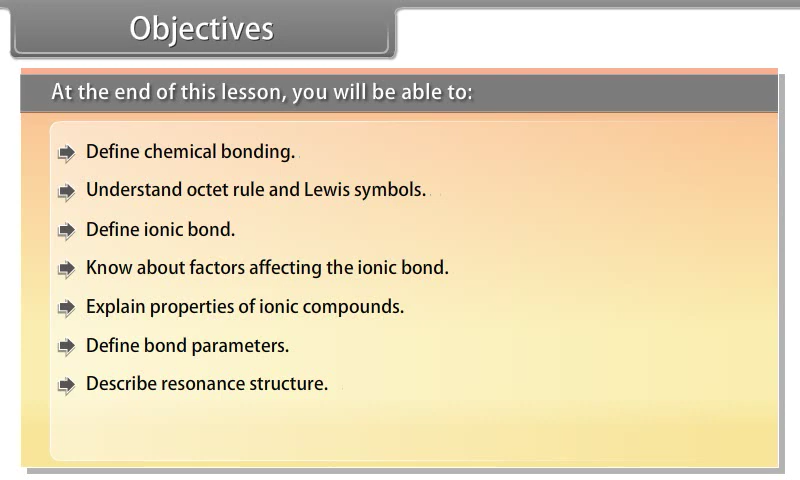 Objectives
At the end of this lesson, you will be able to:
Define chemical bonding.
Understand octet rule and Lewis symbols.
Define ionic bond.
Know about factors affecting the ionic bond.
Explain properties of ionic compounds.
Define bond parameters.
Describe resonance structure.